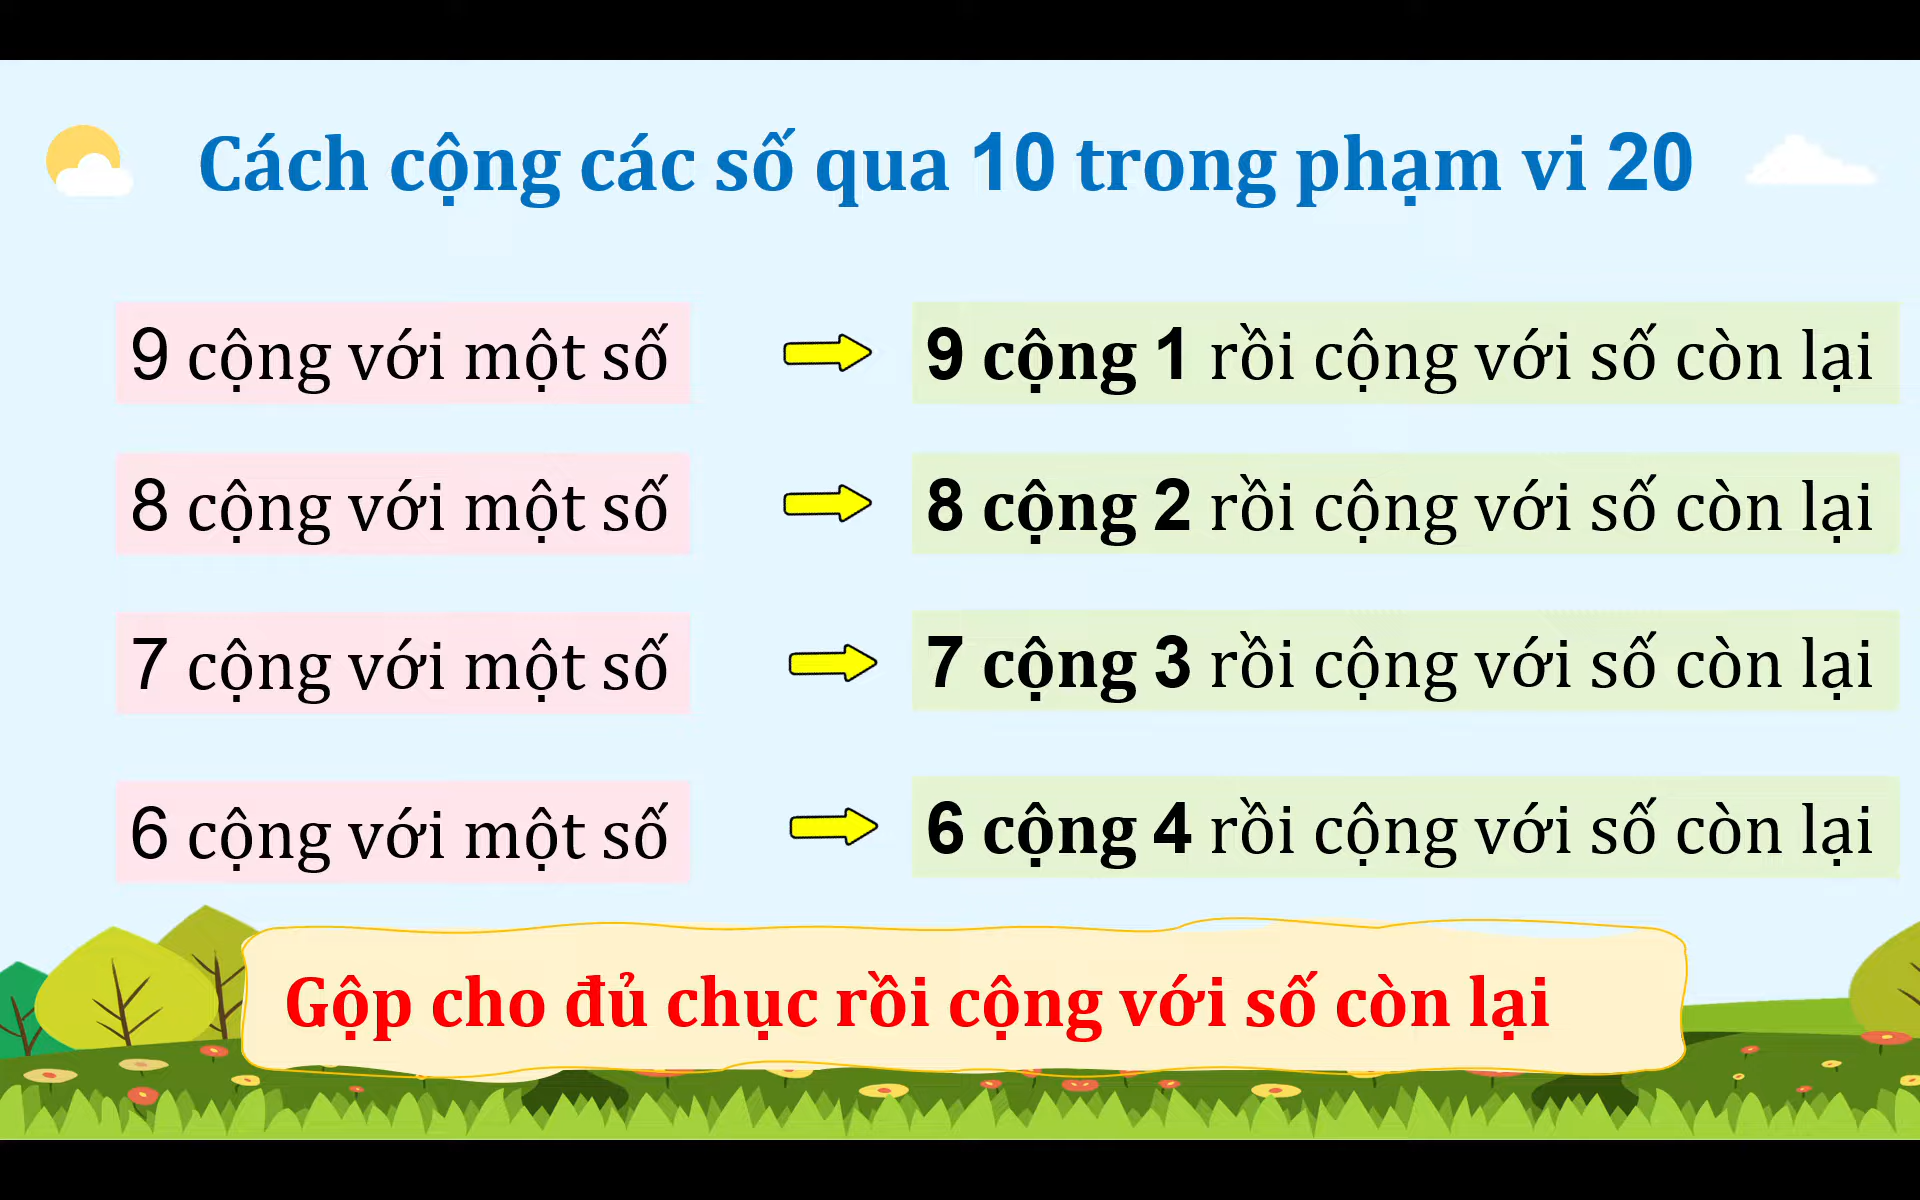 Cách cộng các số qua 10 trong phạm vi 20
9 cộng với một số
9 cộng 1 rồi cộng với số còn lại
8 cộng với một số
8 cộng 2 rồi cộng với số còn lại
7 cộng với một số
7 cộng 3 rồi cộng với số còn lại
6 cộng với một số
6 cộng 4 rồi cộng với số còn lại
Gộp cho đủ chục rồi cộng với số còn lại